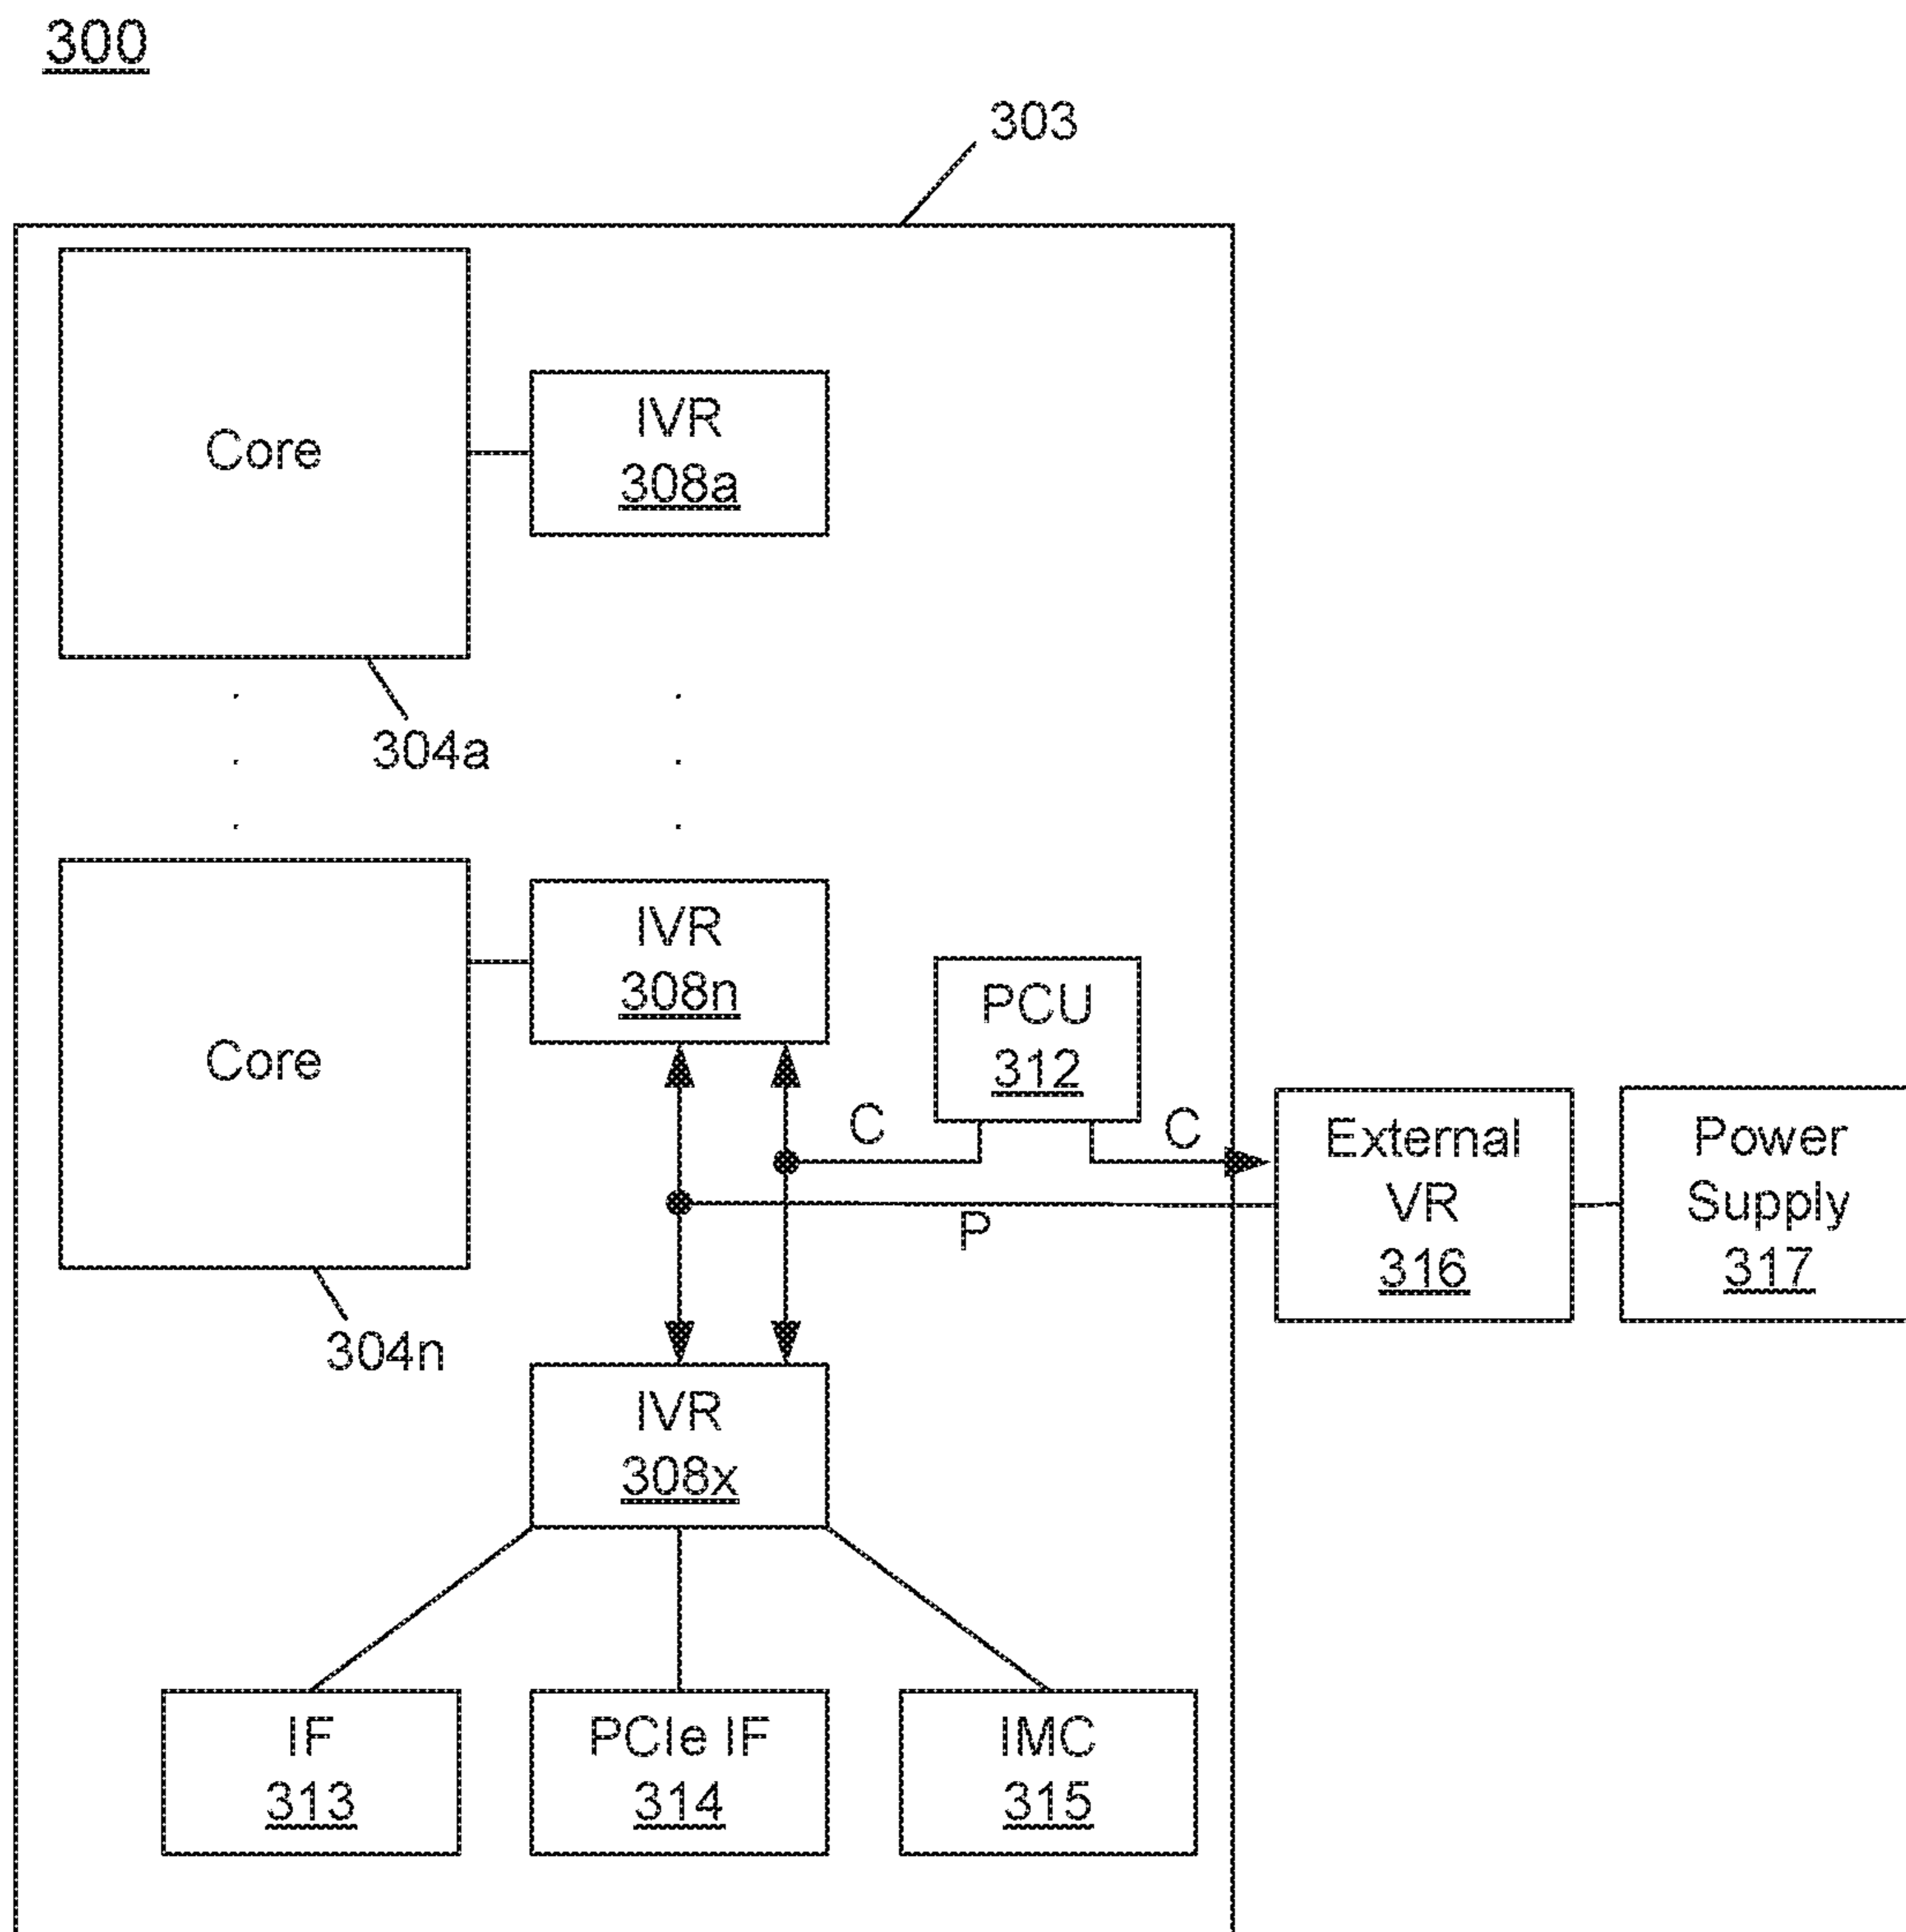 300
303
Core
IVR
308a
304a
Core
IVR
308n
PCU
312
C
C
P
External
VR
316
Power
Supply
317
304n
IVR
308x
IF
313
PCIe IF
314
IMC
315